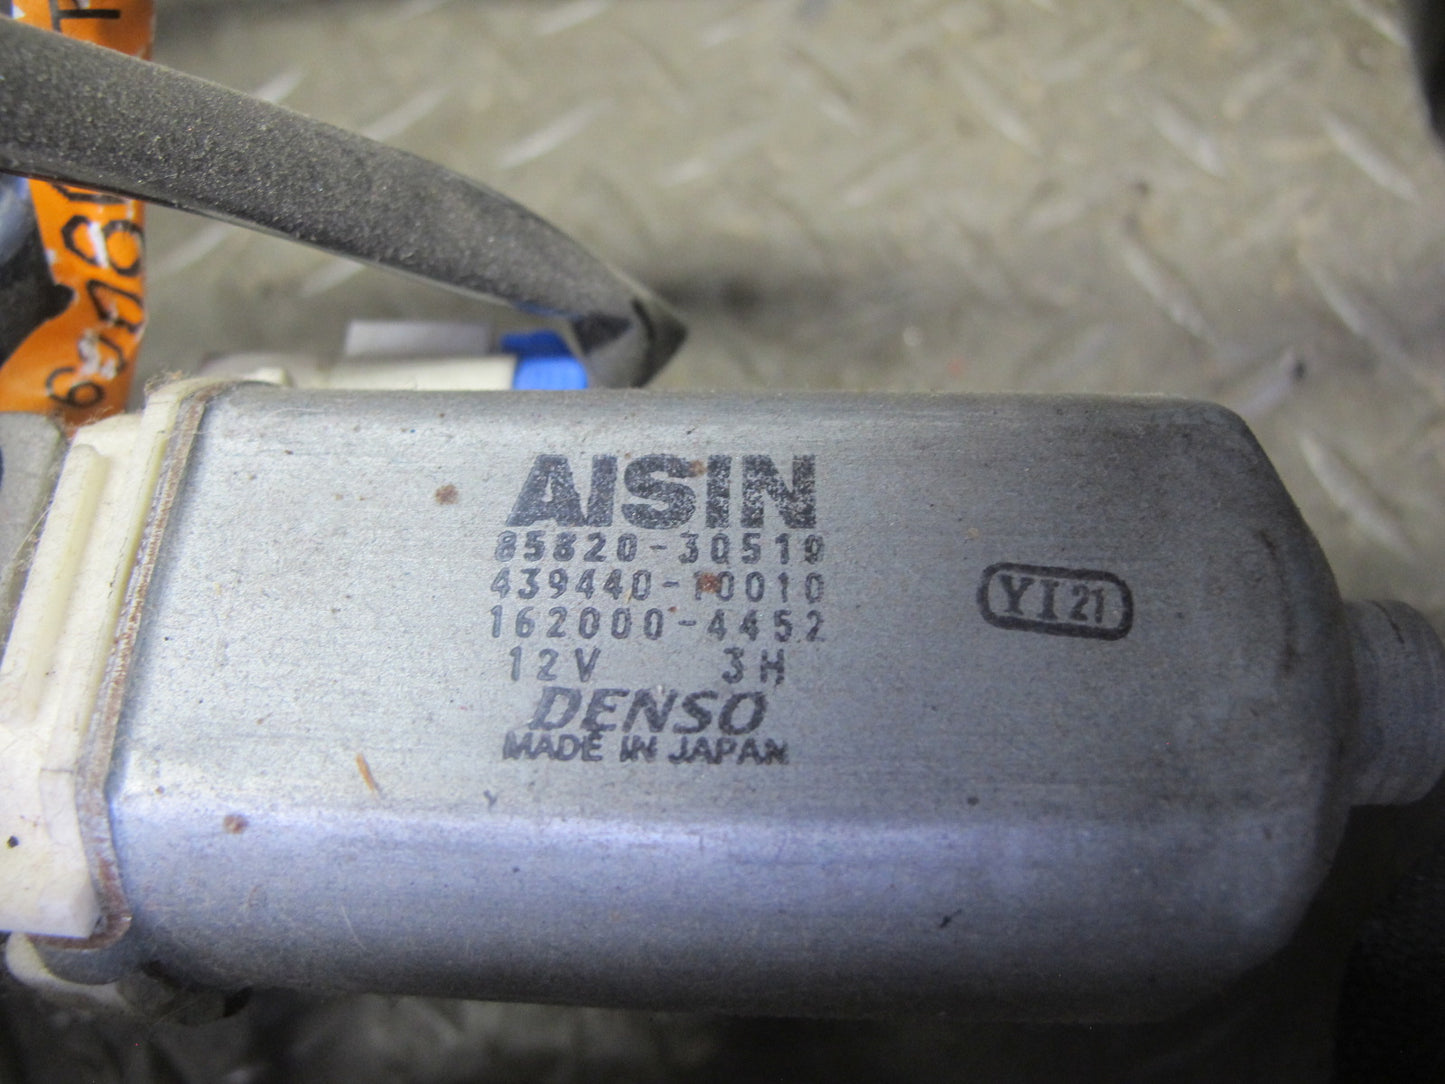 AISIN
85820-30519
439440-10010
162000-4452
12V 3H
DENSO
MADE IN JAPAN
YI21